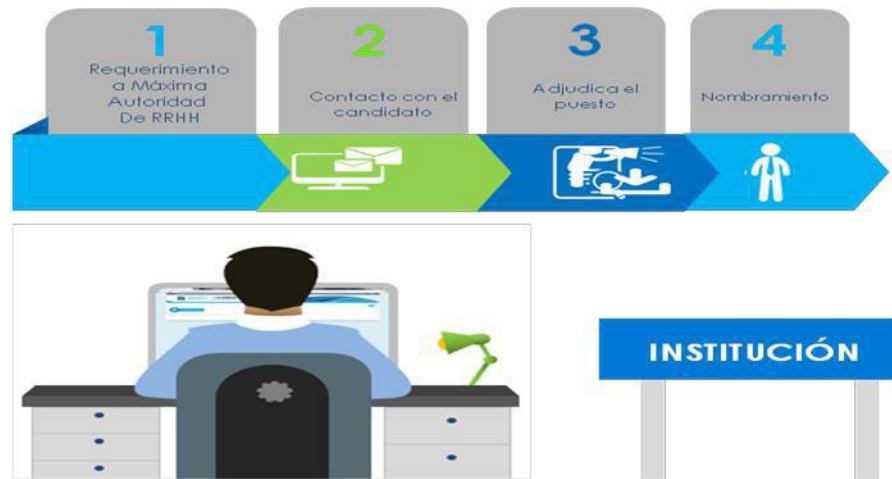 1
Requerimiento
a Máxima
Autoridad
De RRHH
2
Contacto con el
candidato
3
Adjudica el
puesto
4
Nombramiento
INSTITUCIÓN